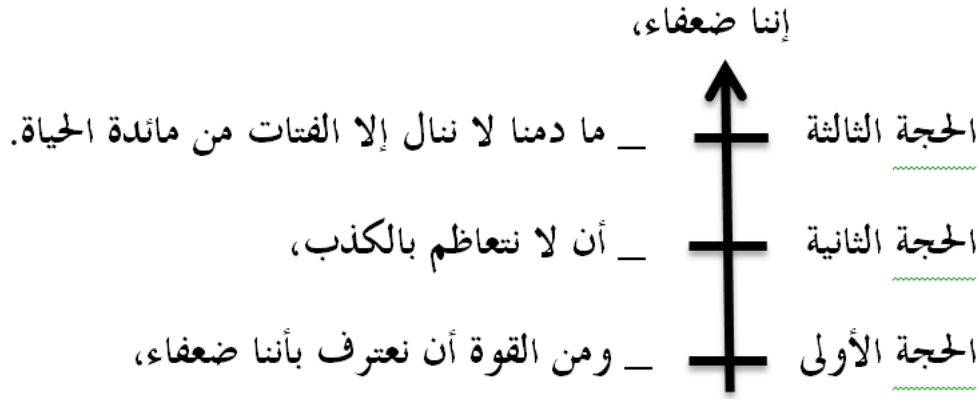 إننا ضعفاء،
الحجة الثالثة _ ما دمنا لا ننال إلا الفتات من مائدة الحياة.
الحجة الثانية _ أن لا نتعاظم بالكذب،
الحجة الأولى _ ومن القوة أن نعترف بأننا ضعفاء،